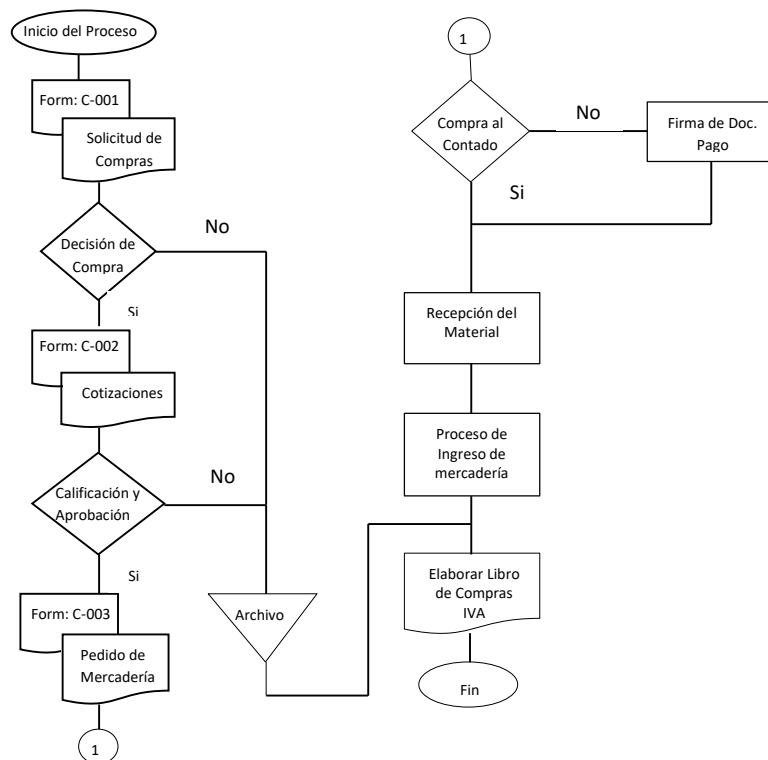 Inicio del Proceso
Form: C-001
Solicitud de
Compras
Decisión de
Compra
No
Si
Form: C-002
Cotizaciones
Calificación y
Aprobación
No
Si
Form: C-003
Pedido de
Mercadería
1
Archivo
1
Compra al
Contado
No
Firma de Doc.
Pago
Si
Recepción del
Material
Proceso de
Ingreso de
mercadería
Elaborar Libro
de Compras
IVA
Fin